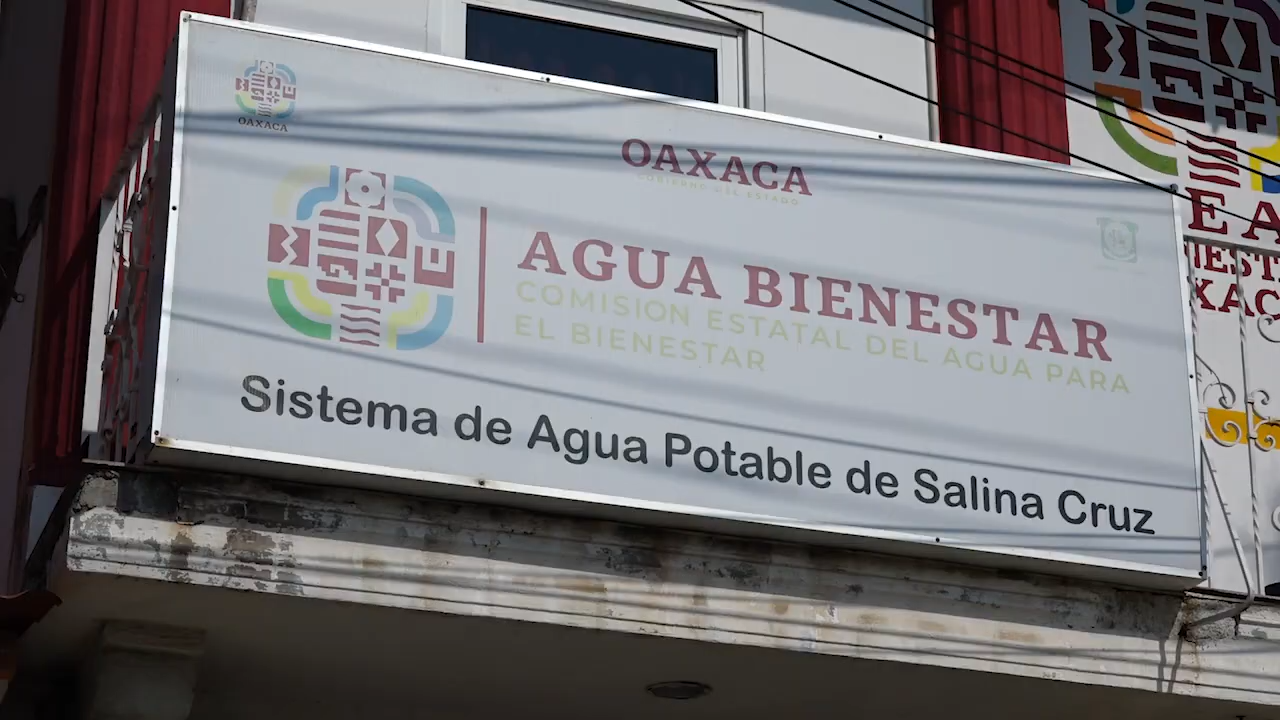 OAXACA
OAXACA
GOBIERNO DEL ESTADO
AGUA BIENESTAR
COMISION ESTATAL DEL AGUA PARA
EL BIENESTAR
Sistema de Agua Potable de Salina Cruz